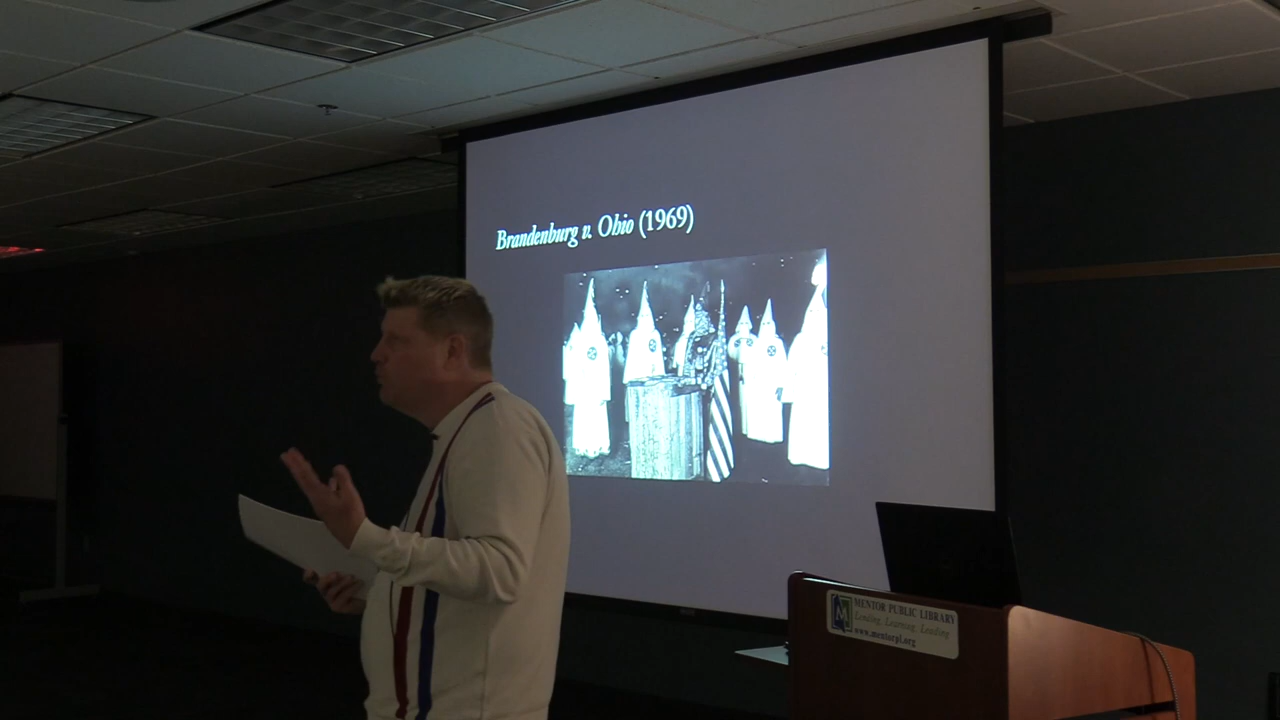 Brandenburg v. Ohio (1969)
MENTOR PUBLIC LIBRARY
Lending, Learning, Leading
www.mentorpl.org